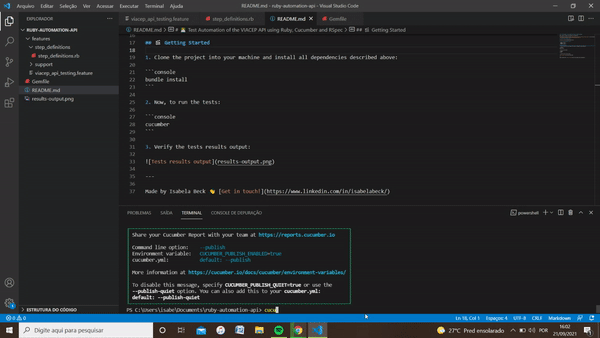 Arquivo Editar Seleção Ver Acessar Executar Terminal Ajuda
README.md - ruby-automation-api - Visual Studio Code
EXPLORADOR
RUBY-AUTOMATION-API
features
step_definitions
step_definitions.rb
support
viacep_api_testing.feature
Gemfile
README.md
results-output.png
ESTRUTURA DO CÓDIGO
viacep_api_testing.feature
step_definitions.rb
README.md
Gemfile
README.md > # Test Automation of the VIACEP API using Ruby, Cucumber and RSpec > ## Getting Started
17 ## Getting Started
18
19 1. Clone the project into your machine and install all dependencies described above:
20
21 ```console
22 bundle install
23 ```
24
25 2. Now, to run the tests:
26
27 ```console
28 cucumber
29 ```
30
31 3. Verify the tests results output:
32
33 ![Tests results output](results-output.png)
34
35 ---
36
37 Made by Isabela Beck 👋 [Get in touch!](https://www.linkedin.com/in/isabelabeck/)
PROBLEMAS SAÍDA TERMINAL CONSOLE DE DEPURAÇÃO
powershell
Share your Cucumber Report with your team at https://reports.cucumber.io
Command line option: --publish
Environment variable: CUCUMBER_PUBLISH_ENABLED=true
cucumber.yml: default: --publish
More information at https://cucumber.io/docs/cucumber/environment-variables/
To disable this message, specify CUCUMBER_PUBLISH_QUIET=true or use the
--publish-quiet option. You can also add this to your cucumber.yml:
default: --publish-quiet
PS C:\Users\isabe\Documents\ruby-automation-api> cucu
0 0
Ln 18, Col 1 Espaços: 4 UTF-8 CRLF Markdown
Digite aqui para pesquisar
27°C Pred ensolarado
POR
16:02
21/09/2021